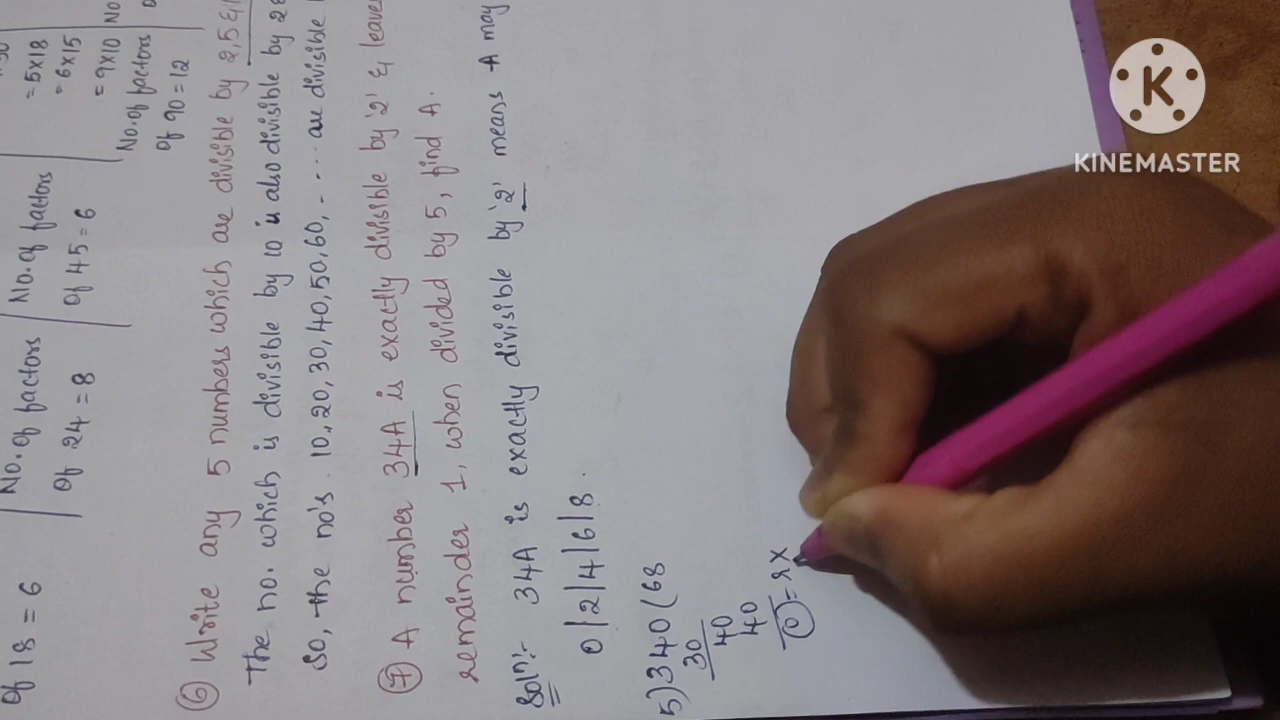 = 5x18
= 6x15
= 9x10
Of 18 = 6
No. of factors
Of 24 = 8
No. of factors
Of 45 = 6
No. of factors
Of 90 = 12
No
⑥ Write any 5 numbers which are divisible by 2, 5 &
The no. which is divisible by 10 is also divisible by 2
So, the no's. 10, 20, 30, 40, 50, 60, - - - are divisible
⑦ A number 34A is exactly divisible by '2' & leave
remainder 1, when divided by 5, find A.
Soln:- 34A is exactly divisible by '2' means A may
0|2|4|6|8.
5)340(68
30
40
40
0 = r x
K
KINEMASTER